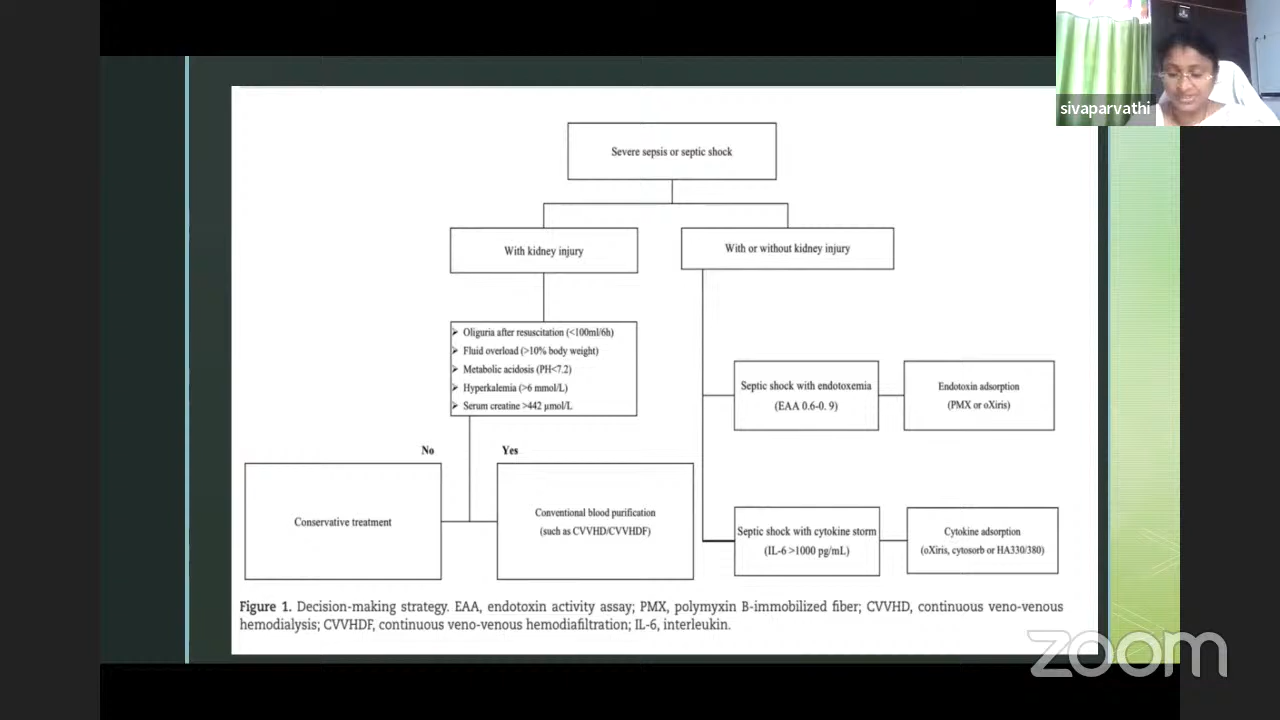 sivaparvathi
Severe sepsis or septic shock
With kidney injury
With or without kidney injury
Oliguria after resuscitation (<100ml/6h)
Fluid overload (>10% body weight)
Metabolic acidosis (PH<7.2)
Hyperkalemia (>6 mmol/L)
Serum creatine >442 μmol/L
Septic shock with endotoxemia
(EAA 0.6-0. 9)
Endotoxin adsorption
(PMX or oXiris)
No
Yes
Conservative treatment
Conventional blood purification
(such as CVVHD/CVVHDF)
Septic shock with cytokine storm
(IL-6 >1000 pg/mL)
Cytokine adsorption
(oXiris, cytosorb or HA330/380)
Figure 1. Decision-making strategy. EAA, endotoxin activity assay; PMX, polymyxin B-immobilized fiber; CVVHD, continuous veno-venous
hemodialysis; CVVHDF, continuous veno-venous hemodiafiltration; IL-6, interleukin.
zoom